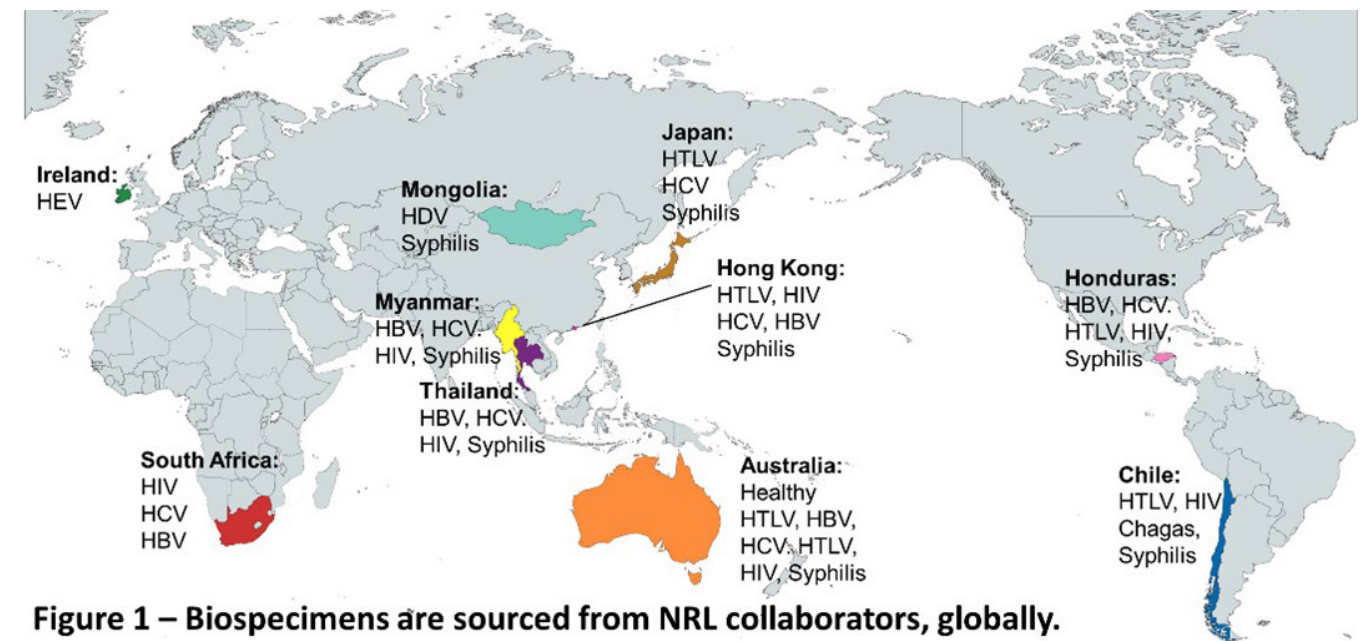 Ireland:
HEV
Mongolia:
HDV
Syphilis
Japan:
HTLV
HCV
Syphilis
Hong Kong:
HTLV, HIV
HCV, HBV
Syphilis
Myanmar:
HBV, HCV.
HIV, Syphilis
Thailand:
HBV, HCV.
HIV, Syphilis
Honduras:
HBV, HCV.
HTLV, HIV,
Syphilis
South Africa:
HIV
HCV
HBV
Australia:
Healthy
HTLV, HBV,
HCV. HTLV,
HIV, Syphilis
Chile:
HTLV, HIV
Chagas,
Syphilis
Figure 1 – Biospecimens are sourced from NRL collaborators, globally.